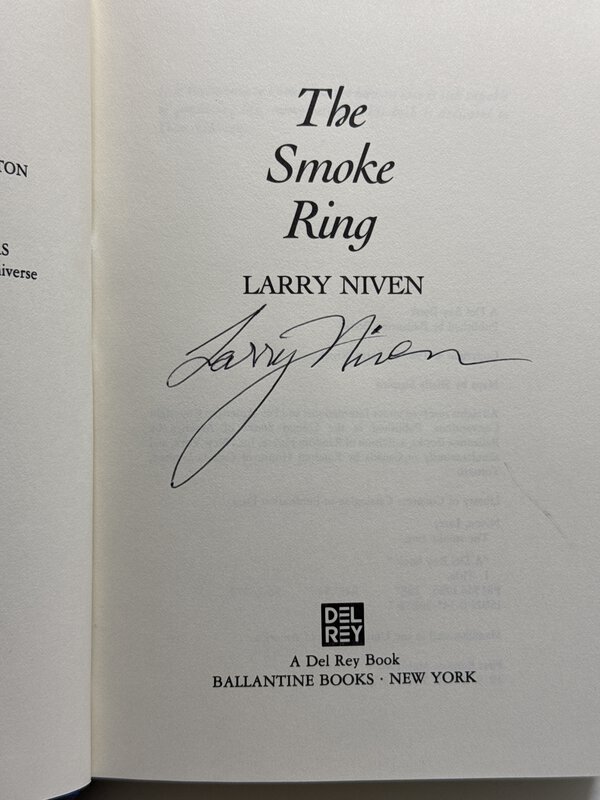 TON
S
iverse
The
Smoke
Ring
LARRY NIVEN
Larry Niven
DEL
REY
A Del Rey Book
BALLANTINE BOOKS · NEW YORK